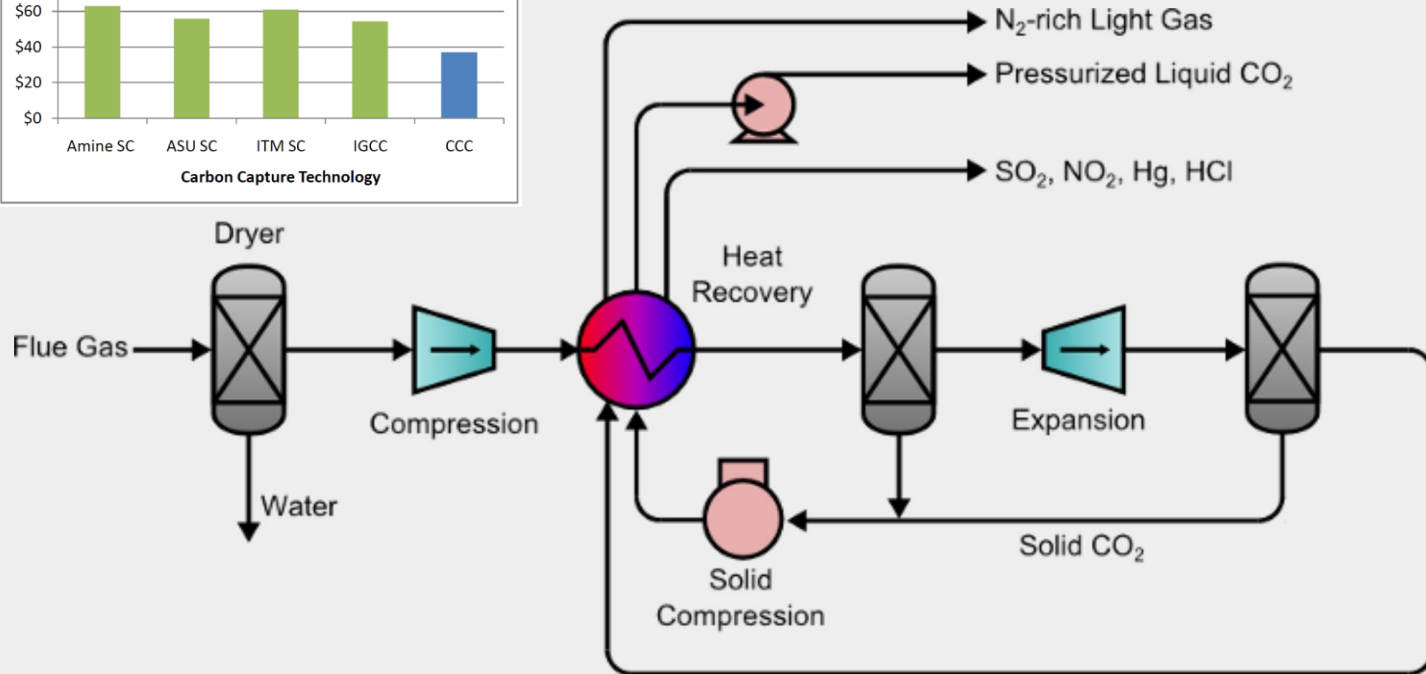 $60
$40
$20
$0
Amine SC
ASU SC
ITM SC
IGCC
CCC
Carbon Capture Technology
N₂-rich Light Gas
Pressurized Liquid CO₂
SO₂, NO₂, Hg, HCl
Dryer
Heat
Recovery
Flue Gas
Compression
Expansion
Water
Solid CO₂
Solid
Compression